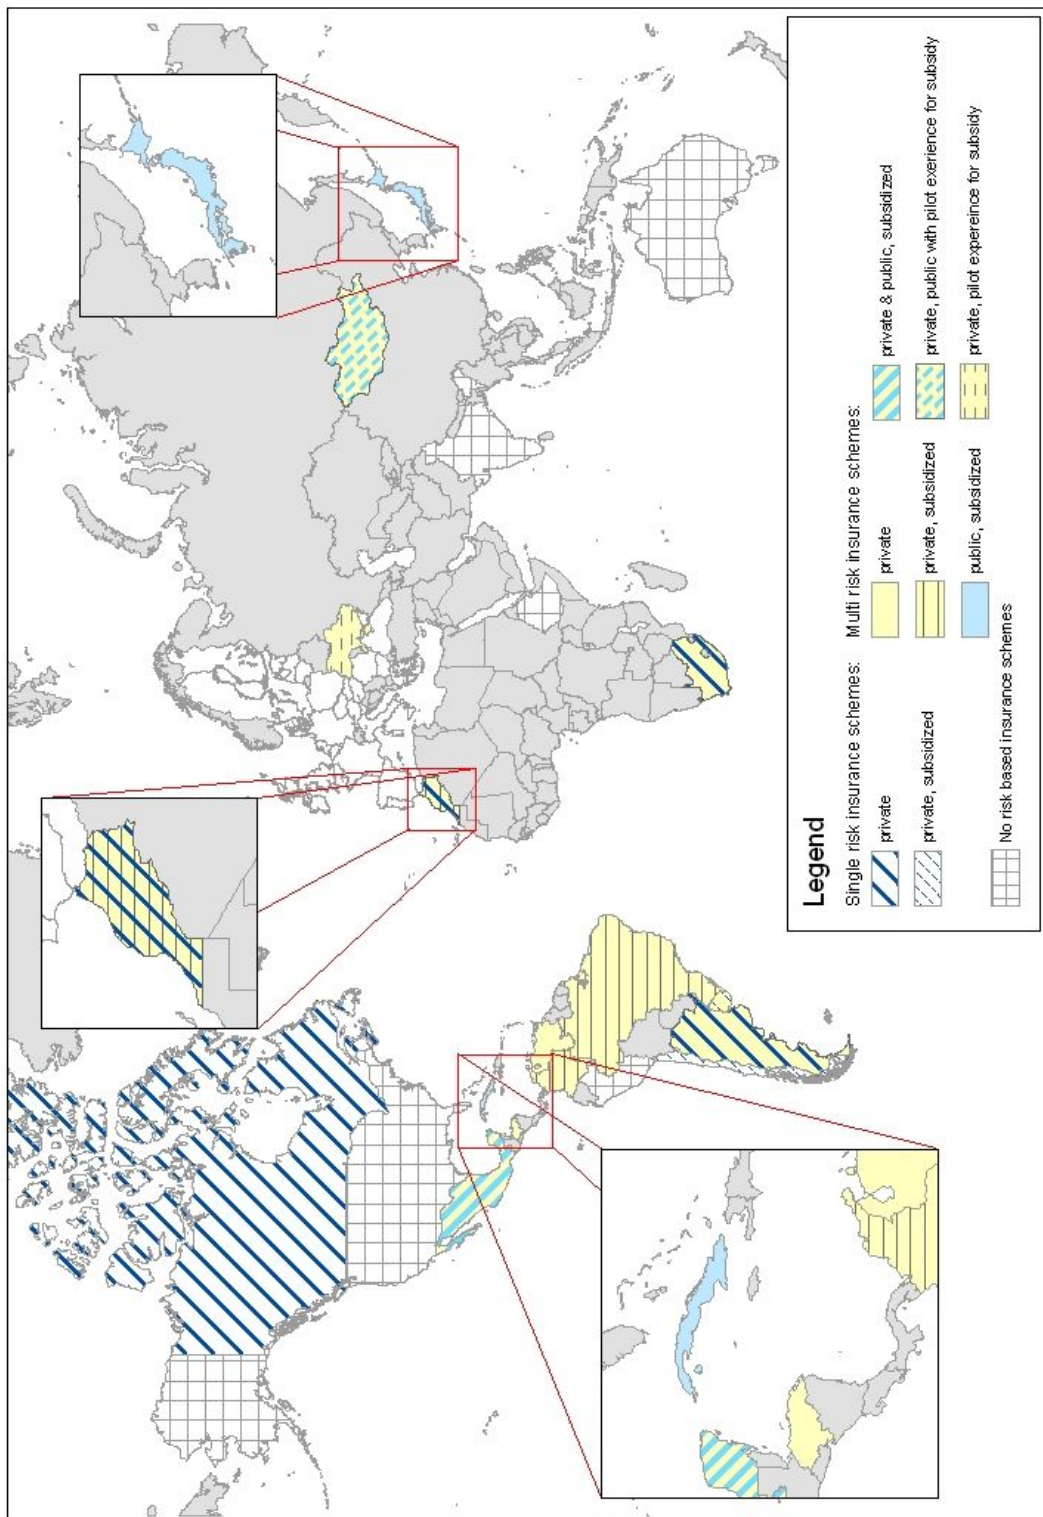 Legend
Single risk insurance schemes:
private
private, subsidized
No risk based insurance schemes
Multi risk insurance schemes:
private
private, subsidized
public, subsidized
private & public, subsidized
private, public with pilot exerience for subsidy
private, pilot expereince for subsidy